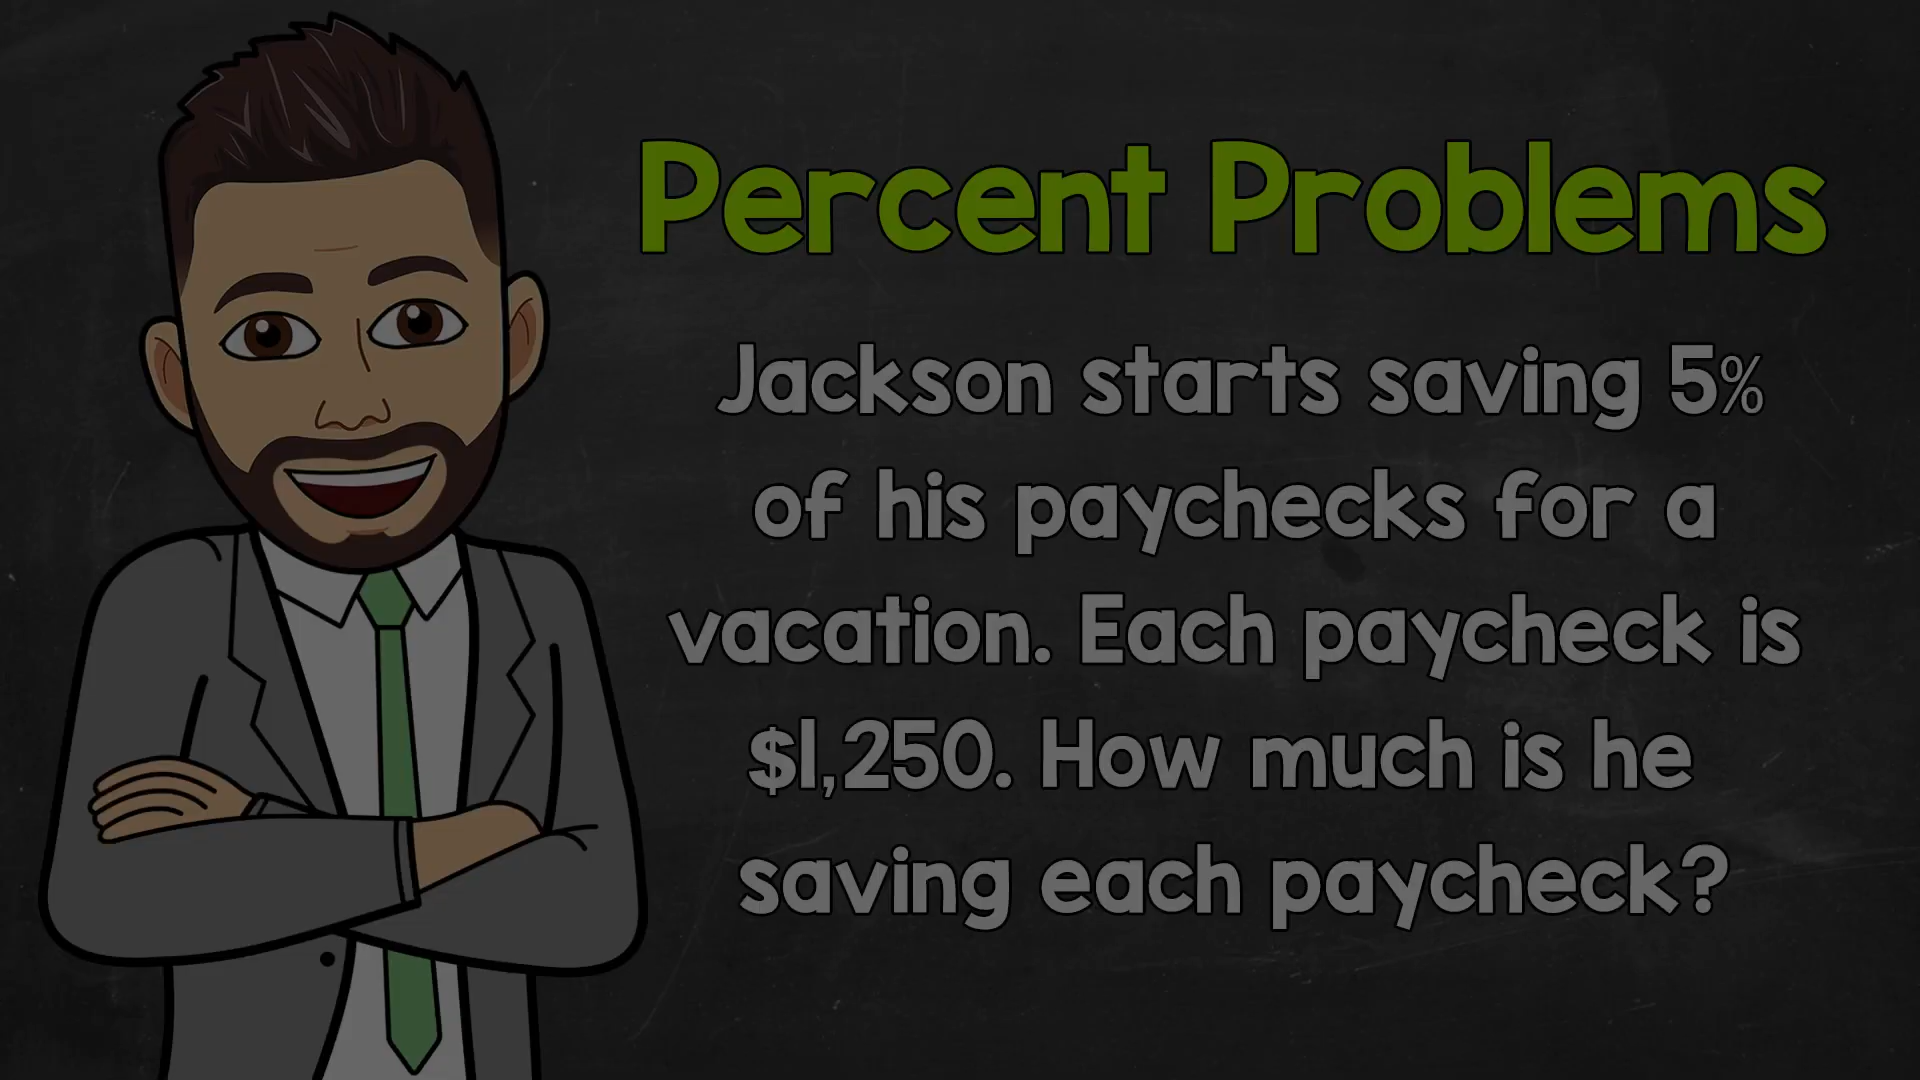 Percent Problems
Jackson starts saving 5%
of his paychecks for a
vacation. Each paycheck is
$1,250. How much is he
saving each paycheck?